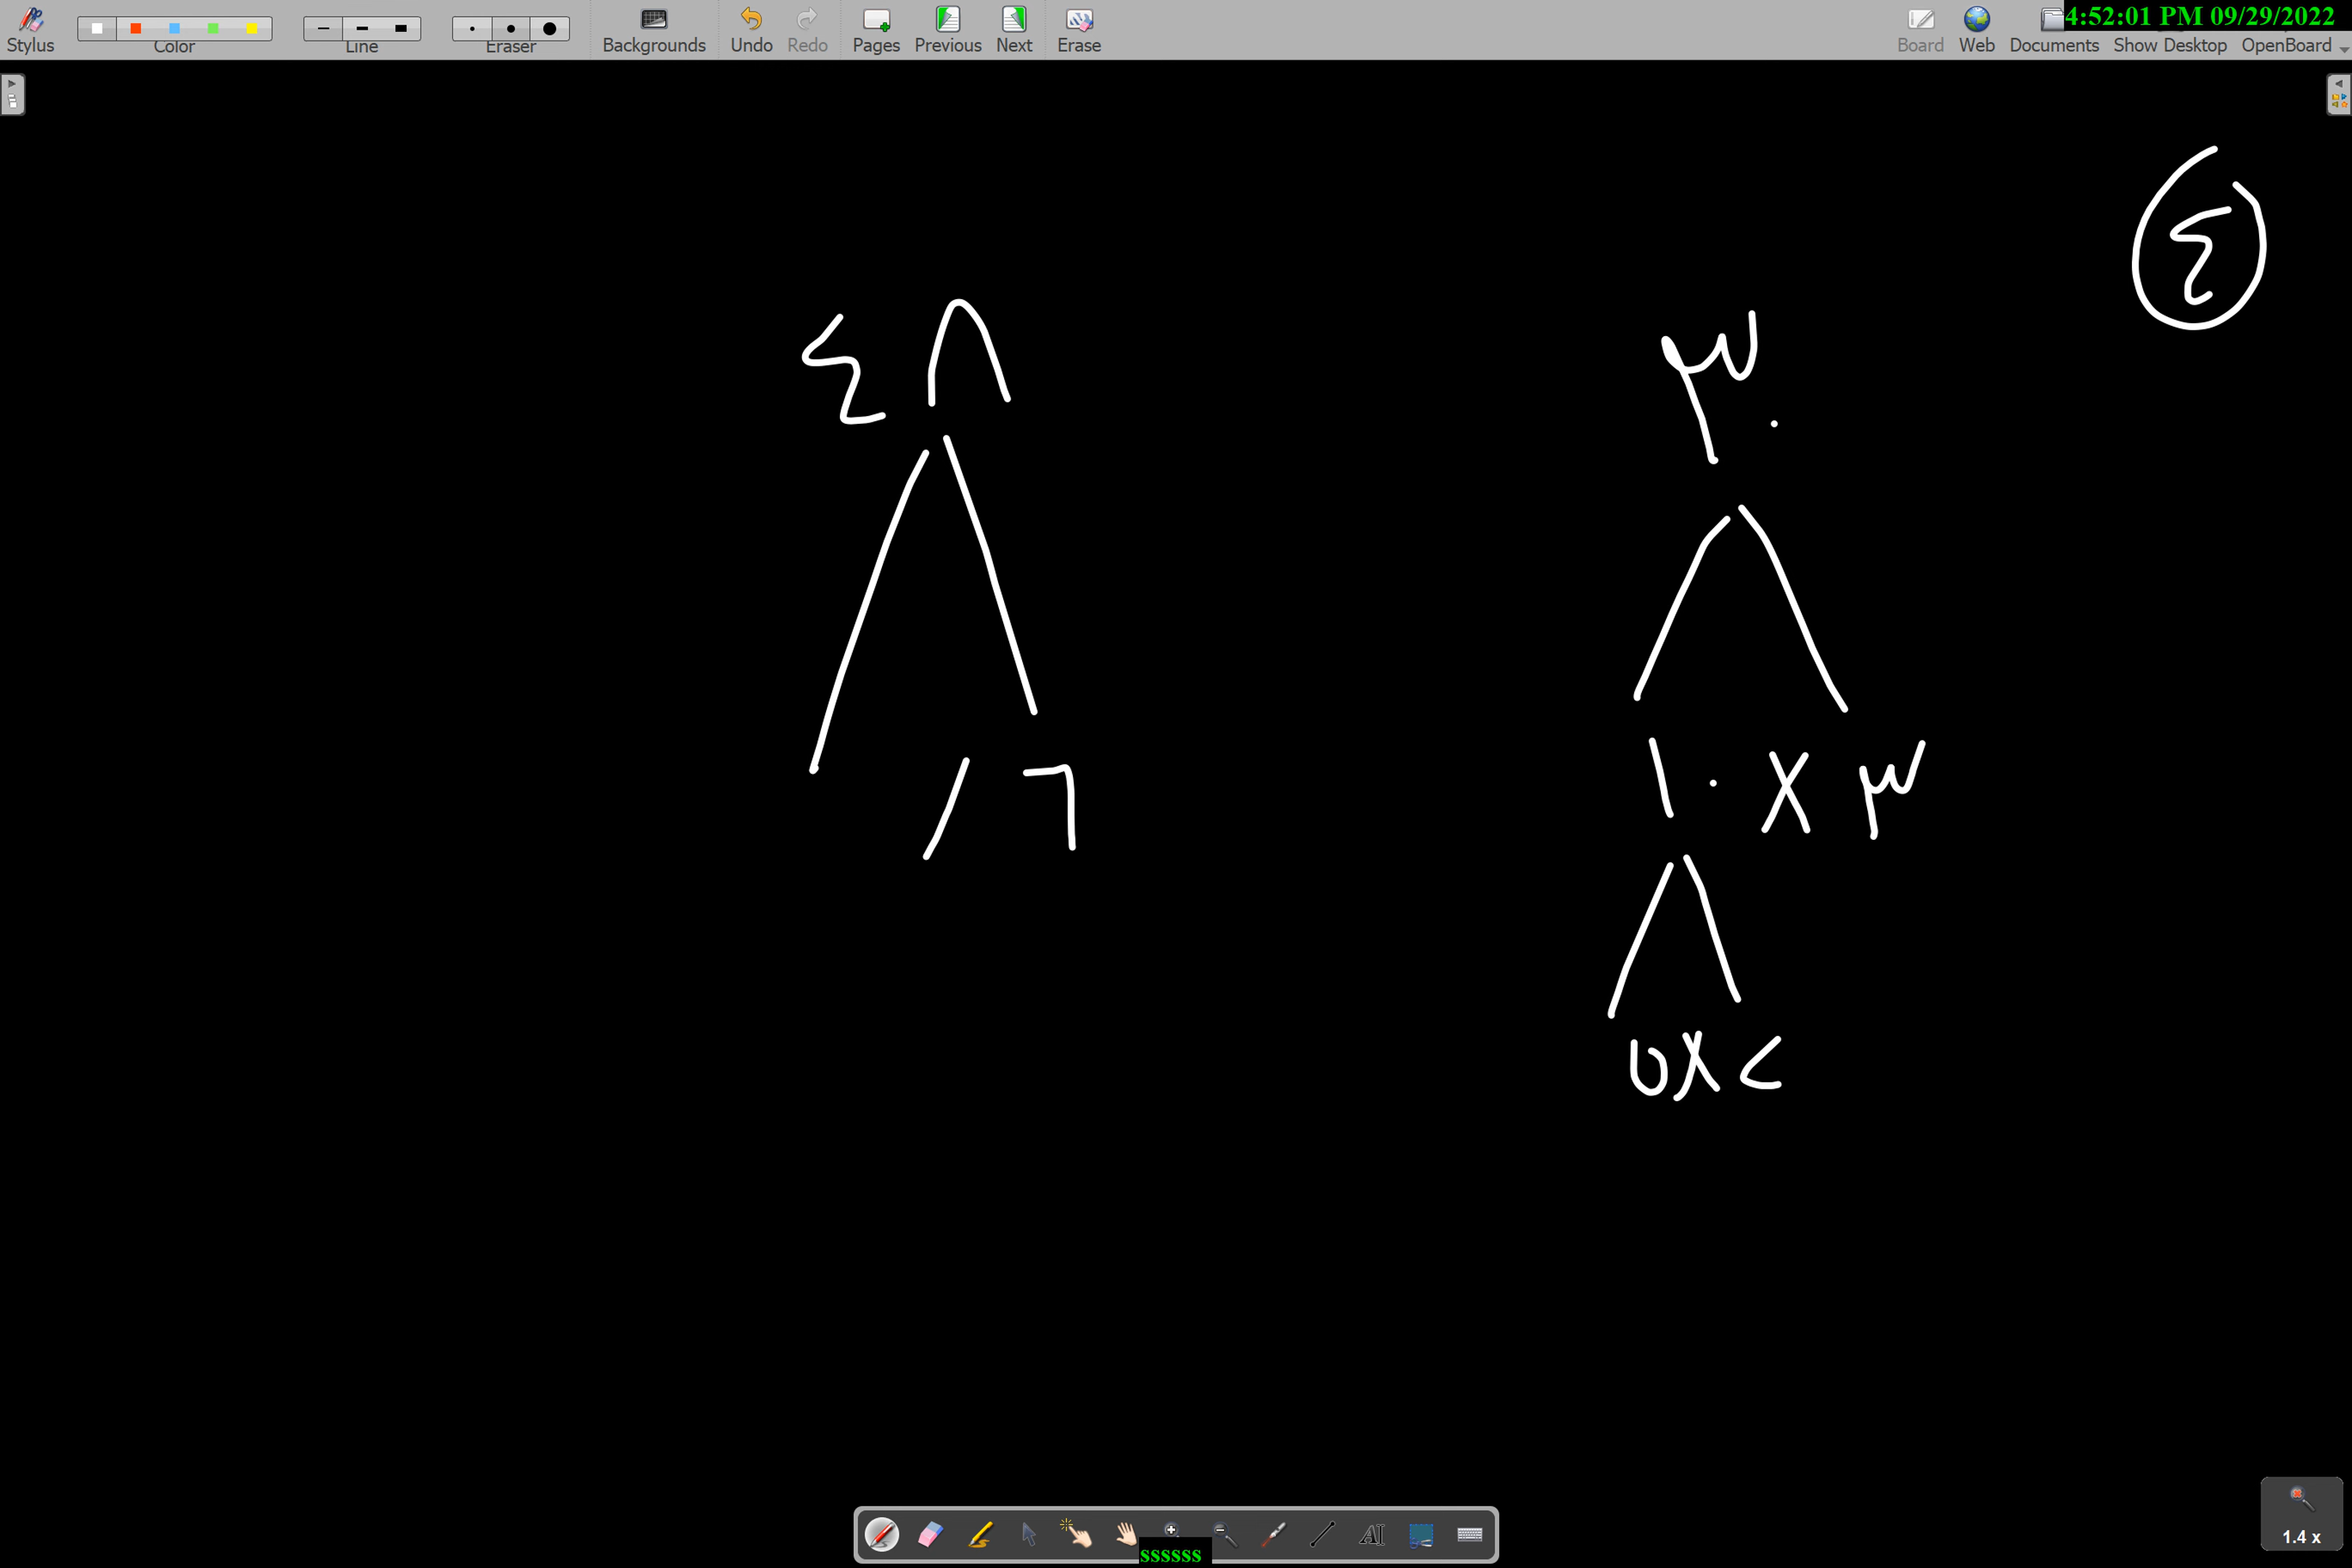 4:52:01 PM 09/29/2022
Stylus Color Line Eraser Backgrounds Undo Redo Pages Previous Next Erase Board Web Documents Show Desktop OpenBoard
٤
٤٨ ٣٠
١٦ ١٠ × ٣
٥×٢
ssssss
1.4 x